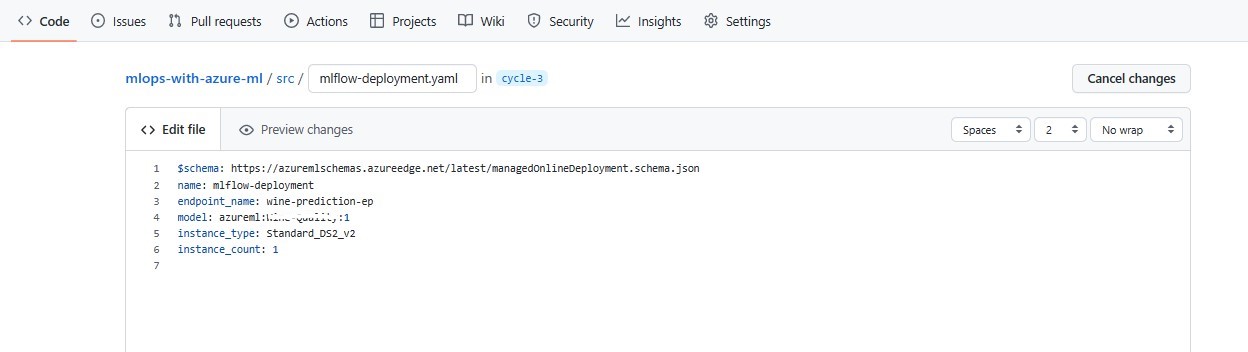 Code Issues Pull requests Actions Projects Wiki Security Insights Settings
mlops-with-azure-ml / src / mlflow-deployment.yaml in cycle-3 Cancel changes
Edit file Preview changes Spaces 2 No wrap
1 $schema: https://azuremlschemas.azureedge.net/latest/managedOnlineDeployment.schema.json
2 name: mlflow-deployment
3 endpoint_name: wine-prediction-ep
4 model: azureml: :1
5 instance_type: Standard_DS2_v2
6 instance_count: 1
7